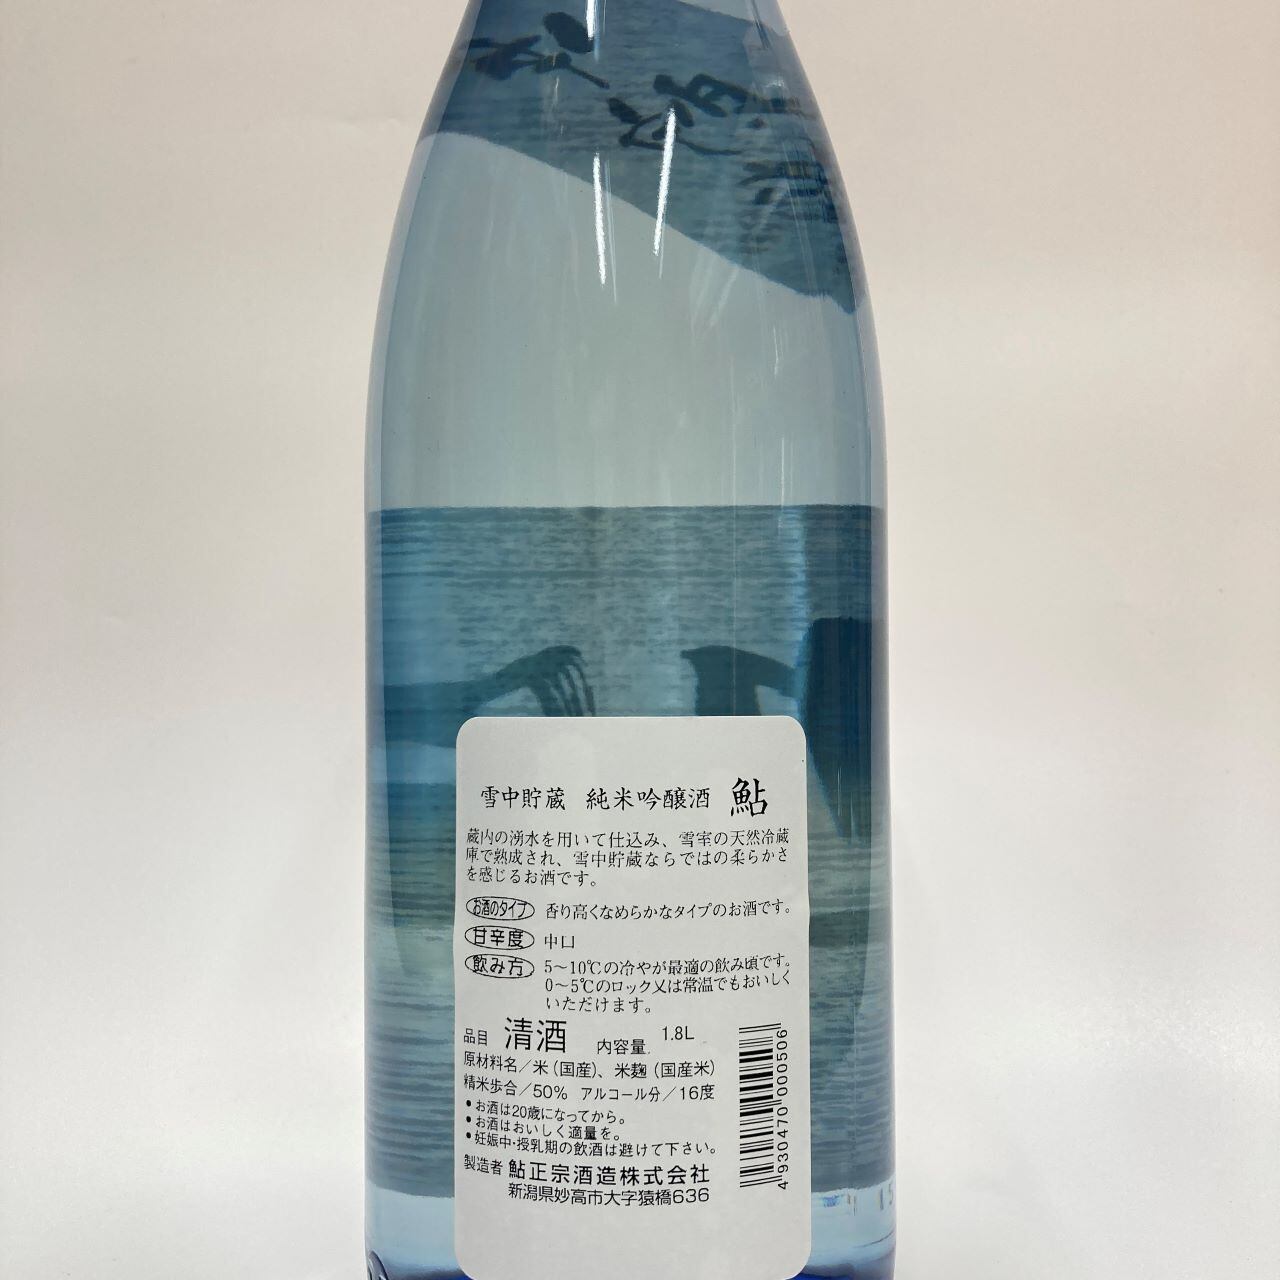 雪中貯蔵 純米吟醸酒 鮎
蔵内の湧水を用いて仕込み、雪室の天然冷蔵
庫で熟成され、雪中貯蔵ならではの柔らかさ
を感じるお酒です。
お酒のタイプ 香り高くなめらかなタイプのお酒です。
甘辛度 中口
飲み方 5～10℃の冷やが最適の飲み頃です。
0～5℃のロック又は常温でもおいしく
いただけます。
品目 清酒 内容量 1.8L
原材料名／米(国産)、米麹(国産米)
精米歩合／50% アルコール分／16度
•お酒は20歳になってから。
•お酒はおいしく適量を。
•妊娠中・授乳期の飲酒は避けて下さい。
製造者 鮎正宗酒造株式会社
新潟県妙高市大字猿橋636
4930470000506